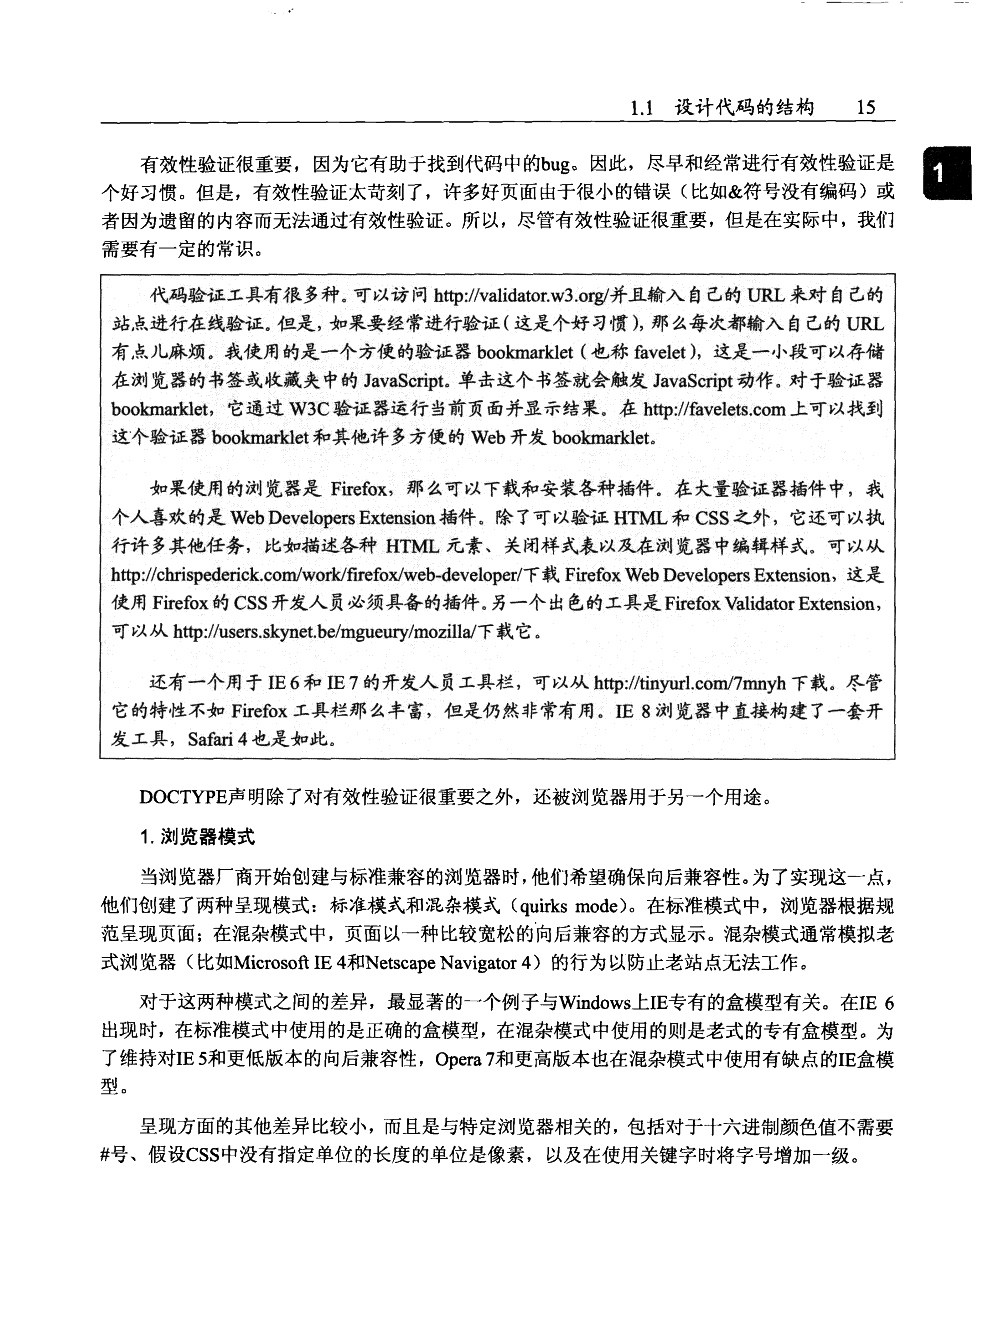 1.1 设计代码的结构 15
1
有效性验证很重要，因为它有助于找到代码中的bug。因此，尽早和经常进行有效性验证是
个好习惯。但是，有效性验证太苛刻了，许多好页面由于很小的错误（比如&符号没有编码）或
者因为遗留的内容而无法通过有效性验证。所以，尽管有效性验证很重要，但是在实际中，我们
需要有一定的常识。
代码验证工具有很多种。可以访问 http://validator.w3.org/并且输入自己的 URL 来对自己的
站点进行在线验证。但是，如果要经常进行验证（这是个好习惯），那么每次都输入自己的 URL
有点儿麻烦。我使用的是一个方便的验证器 bookmarklet（也称 favelet），这是一小段可以存储
在浏览器的书签或收藏夹中的 JavaScript。单击这个书签就会触发 JavaScript 动作。对于验证器
bookmarklet，它通过 W3C 验证器运行当前页面并显示结果。在 http://favelets.com 上可以找到
这个验证器 bookmarklet 和其他许多方便的 Web 开发 bookmarklet。
如果使用的浏览器是 Firefox，那么可以下载和安装各种插件。在大量验证器插件中，我
个人喜欢的是 Web Developers Extension 插件。除了可以验证 HTML 和 CSS 之外，它还可以执
行许多其他任务，比如描述各种 HTML 元素、关闭样式表以及在浏览器中编辑样式。可以从
http://chrispederick.com/work/firefox/web-developer/下载 Firefox Web Developers Extension，这是
使用 Firefox 的 CSS 开发人员必须具备的插件。另一个出色的工具是 Firefox Validator Extension，
可以从 http://users.skynet.be/mgueury/mozilla/下载它。
还有一个用于 IE 6 和 IE 7 的开发人员工具栏，可以从 http://tinyurl.com/7mnyh 下载。尽管
它的特性不如 Firefox 工具栏那么丰富，但是仍然非常有用。IE 8 浏览器中直接构建了一套开
发工具，Safari 4 也是如此。
DOCTYPE声明除了对有效性验证很重要之外，还被浏览器用于另一个用途。
1. 浏览器模式
当浏览器厂商开始创建与标准兼容的浏览器时，他们希望确保向后兼容性。为了实现这一点，
他们创建了两种呈现模式：标准模式和混杂模式（quirks mode）。在标准模式中，浏览器根据规
范呈现页面；在混杂模式中，页面以一种比较宽松的向后兼容的方式显示。混杂模式通常模拟老
式浏览器（比如Microsoft IE 4和Netscape Navigator 4）的行为以防止老站点无法工作。
对于这两种模式之间的差异，最显著的一个例子与Windows上IE专有的盒模型有关。在IE 6
出现时，在标准模式中使用的是正确的盒模型，在混杂模式中使用的则是老式的专有盒模型。为
了维持对IE 5和更低版本的向后兼容性，Opera 7和更高版本也在混杂模式中使用有缺点的IE盒模
型。
呈现方面的其他差异比较小，而且是与特定浏览器相关的，包括对于十六进制颜色值不需要
#号、假设CSS中没有指定单位的长度的单位是像素，以及在使用关键字时将字号增加一级。